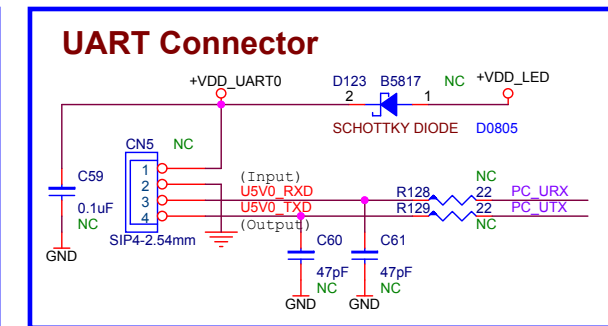 UART Connector
+VDD_UART0
D123 B5817 NC +VDD_LED
2 1
SCHOTTKY DIODE D0805
CN5 NC
1
2
3
4
SIP4-2.54mm
C59
0.1uF
NC
GND
(Input)
U5V0_RXD
U5V0_TXD
(Output)
NC
R128 22 PC_URX
R129 22 PC_UTX
NC
C60 C61
47pF 47pF
NC NC
GND GND